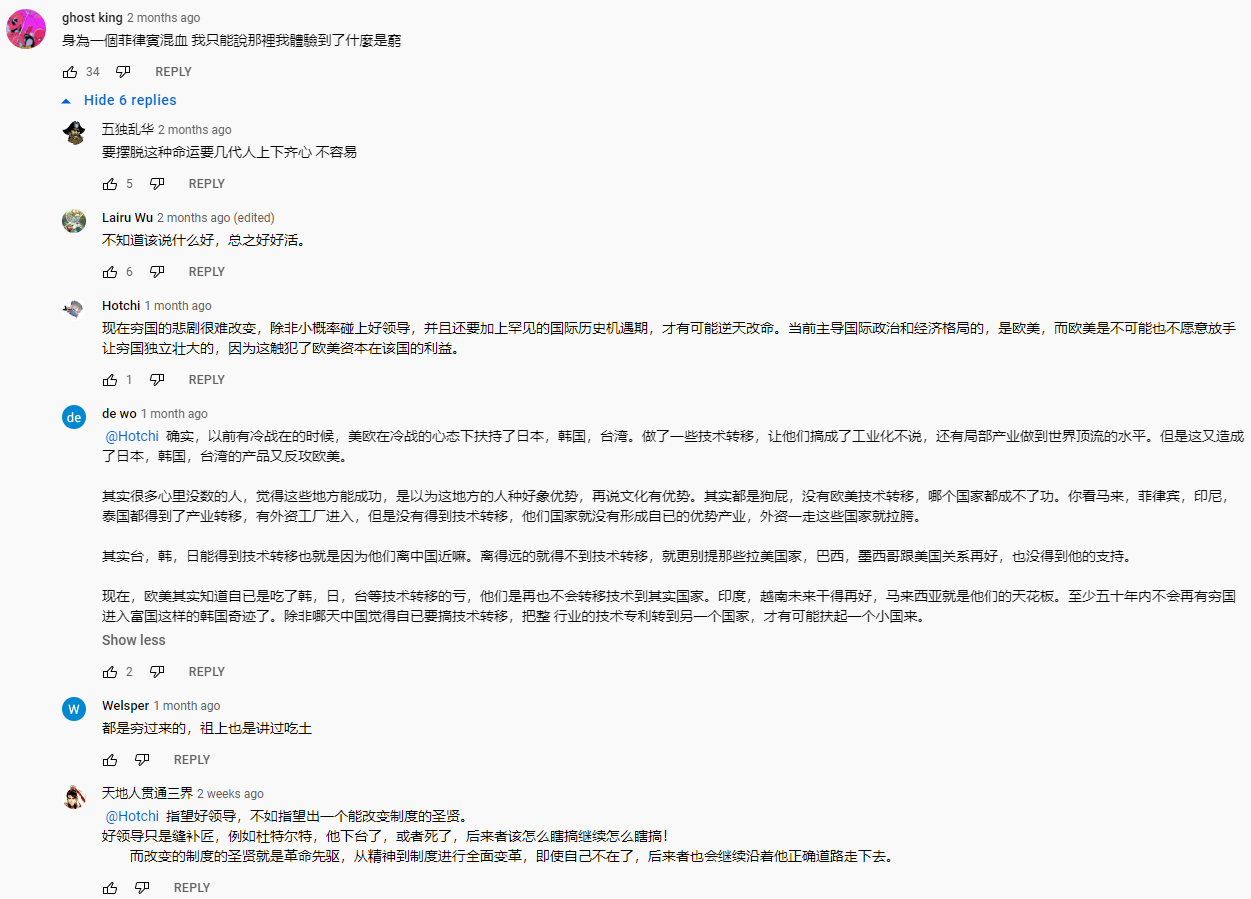 ghost king 2 months ago
身為一個菲律賓混血 我只能說那裡我體驗到了什麼是窮
34 REPLY
Hide 6 replies
五独乱华 2 months ago
要摆脱这种命运要几代人上下齐心 不容易
5 REPLY
Lairu Wu 2 months ago (edited)
不知道该说什么好，总之好好活。
6 REPLY
Hotchi 1 month ago
现在穷国的悲剧很难改变，除非小概率碰上好领导，并且还要加上罕见的国际历史机遇期，才有可能逆天改命。当前主导国际政治和经济格局的，是欧美，而欧美是不可能也不愿意放手
让穷国独立壮大的，因为这触犯了欧美资本在该国的利益。
1 REPLY
de
de wo 1 month ago
@Hotchi 确实，以前有冷战在的时候，美欧在冷战的心态下扶持了日本，韩国，台湾。做了一些技术转移，让他们搞成了工业化不说，还有局部产业做到世界顶流的水平。但是这又造成
了日本，韩国，台湾的产品又反攻欧美。
其实很多心里没数的人，觉得这些地方能成功，是以为这地方的人种好象优势，再说文化有优势。其实都是狗屁，没有欧美技术转移，哪个国家都成不了功。你看马来，菲律宾，印尼，
泰国都得到了产业转移，有外资工厂进入，但是没有得到技术转移，他们国家就没有形成自已的优势产业，外资一走这些国家就拉胯。
其实台，韩，日能得到技术转移也就是因为他们离中国近嘛。离得远的就得不到技术转移，就更别提那些拉美国家，巴西，墨西哥跟美国关系再好，也没得到他的支持。
现在，欧美其实知道自已是吃了韩，日，台等技术转移的亏，他们是再也不会转移技术到其实国家。印度，越南未来干得再好，马来西亚就是他们的天花板。至少五十年内不会再有穷国
进入富国这样的韩国奇迹了。除非哪天中国觉得自已要搞技术转移，把整 行业的技术专利转到另一个国家，才有可能扶起一个小国来。
Show less
2 REPLY
W
Welsper 1 month ago
都是穷过来的，祖上也是讲过吃土
REPLY
天地人贯通三界 2 weeks ago
@Hotchi 指望好领导，不如指望出一个能改变制度的圣贤。
好领导只是缝补匠，例如杜特尔特，他下台了，或者死了，后来者该怎么瞎搞继续怎么瞎搞！
而改变的制度的圣贤就是革命先驱，从精神到制度进行全面变革，即使自己不在了，后来者也会继续沿着他正确道路走下去。
REPLY